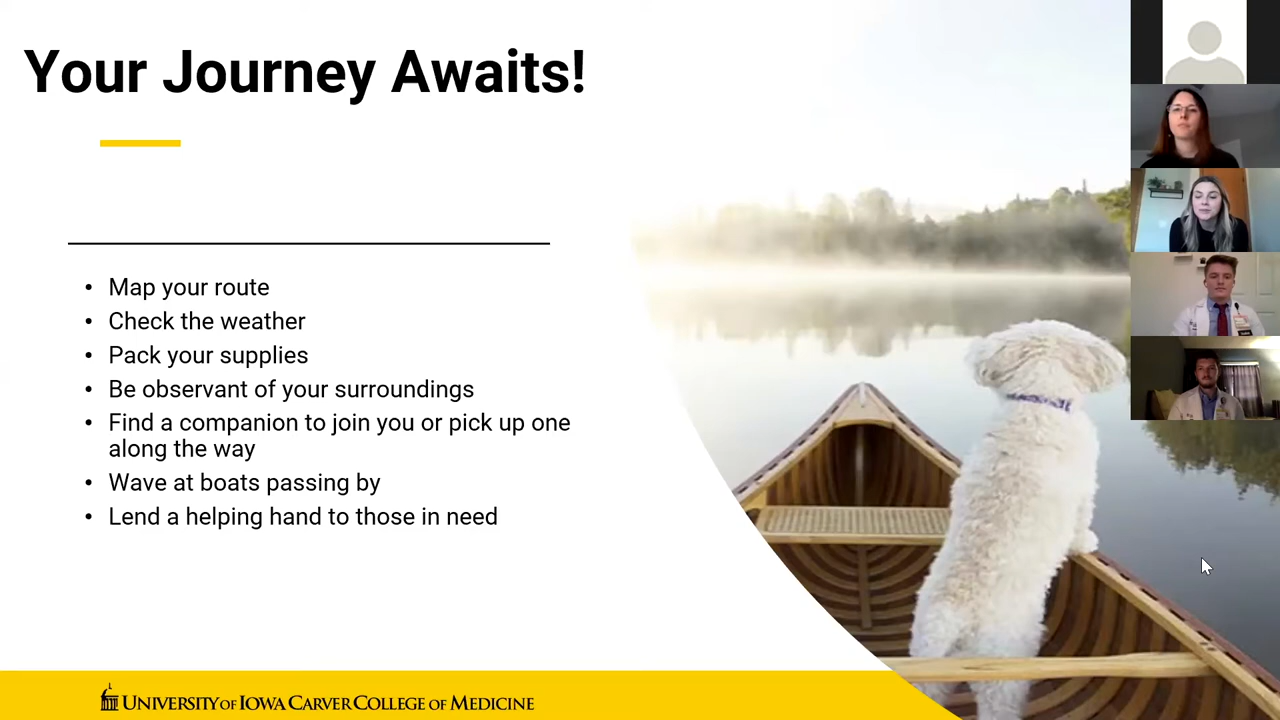 Your Journey Awaits!
• Map your route
• Check the weather
• Pack your supplies
• Be observant of your surroundings
• Find a companion to join you or pick up one
along the way
• Wave at boats passing by
• Lend a helping hand to those in need
UNIVERSITY OF IOWA CARVER COLLEGE OF MEDICINE